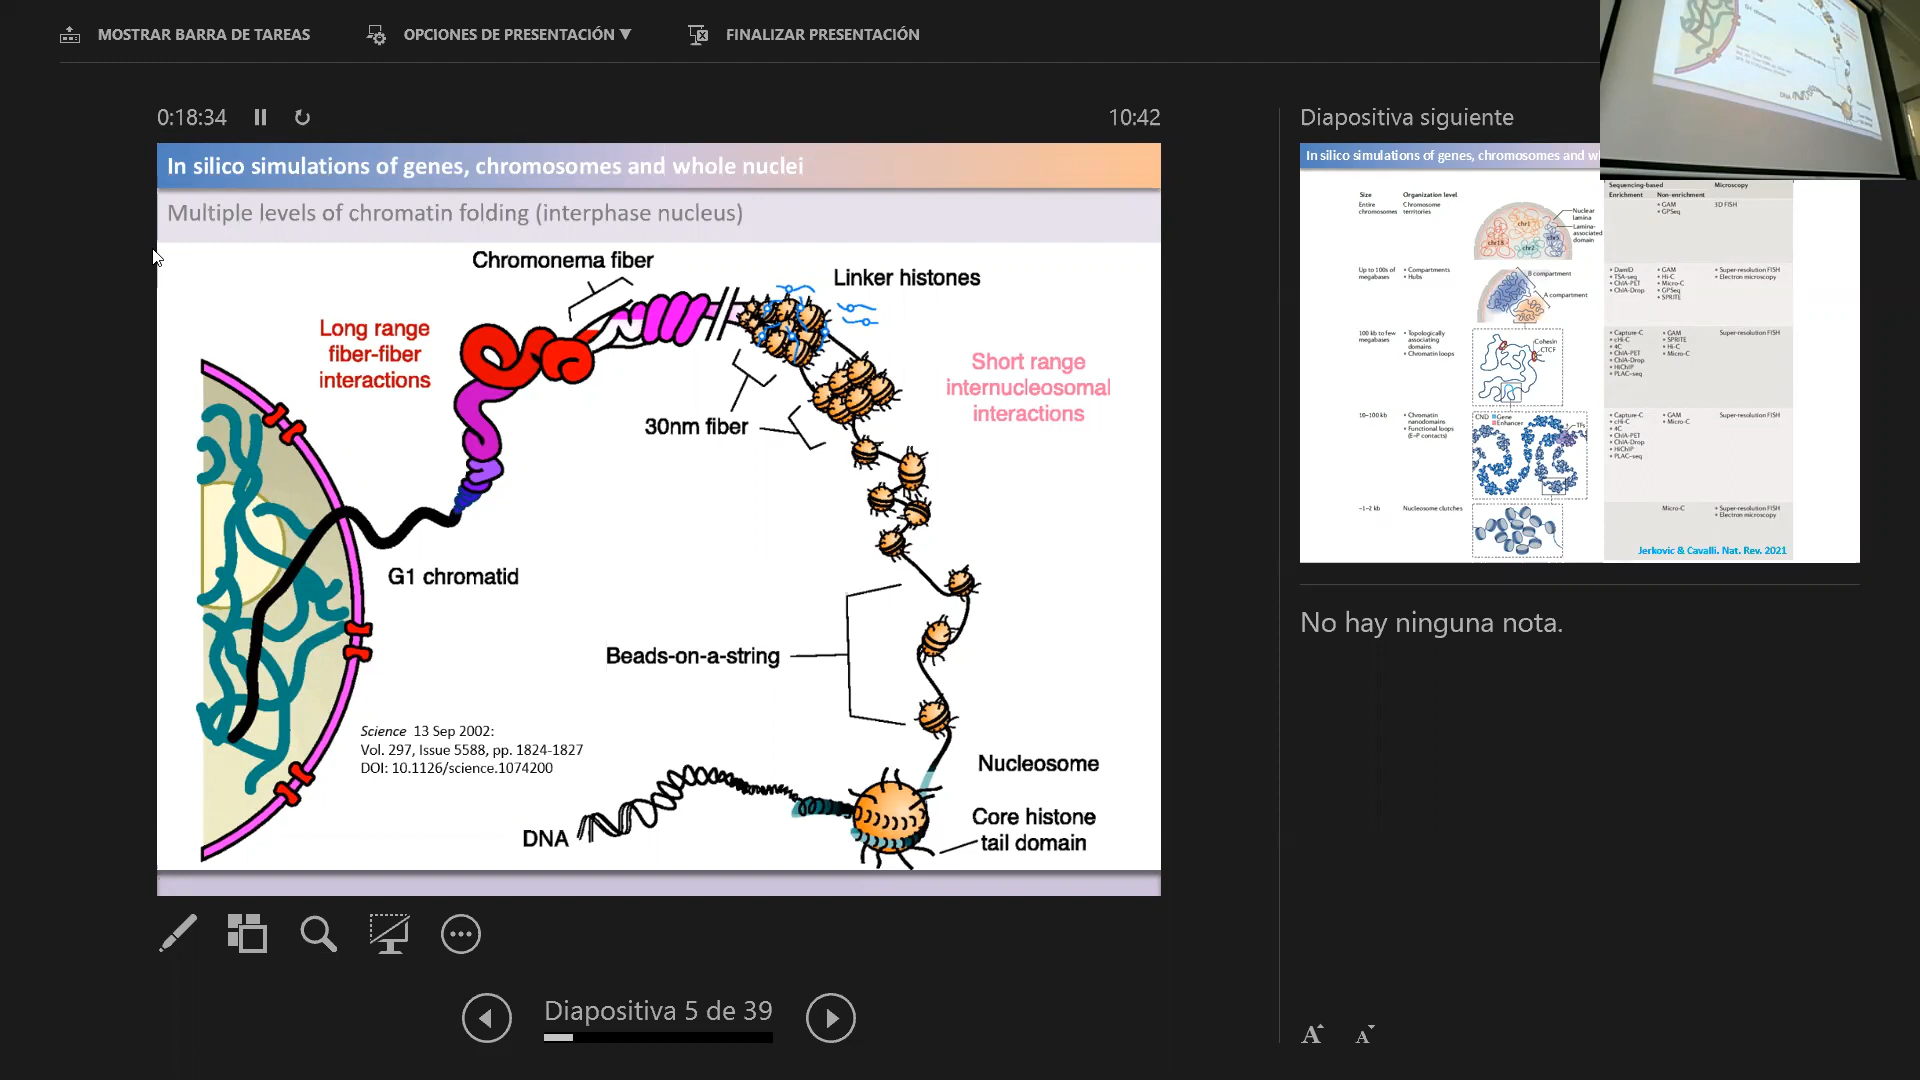 MOSTRAR BARRA DE TAREAS
OPCIONES DE PRESENTACIÓN ▼
FINALIZAR PRESENTACIÓN
0:18:34
10:42
In silico simulations of genes, chromosomes and whole nuclei
Multiple levels of chromatin folding (interphase nucleus)
Chromonema fiber
Linker histones
Long range
fiber-fiber
interactions
Short range
internucleosomal
interactions
30nm fiber
G1 chromatid
Beads-on-a-string
Science 13 Sep 2002:
Vol. 297, Issue 5588, pp. 1824-1827
DOI: 10.1126/science.1074200
Nucleosome
DNA
Core histone
tail domain
Diapositiva 5 de 39
Diapositiva siguiente
In silico simulations of genes, chromosomes and
Size
Organization level
Sequencing-based
Microscopy
Enrichment
Non-enrichment
Entire
chromosomes
Chromosome
territories
chr1
chr18
chr2
chr5
Nuclear
lamina
Lamina-
associated
domain
• GAM
• GPSeq
3D FISH
Up to 100s of
megabases
• Compartments
• Hubs
B compartment
A compartment
• DamID
• TSA-seq
• ChIA-PET
• ChIA-Drop
• GAM
• Hi-C
• Micro-C
• GPSeq
• SPRITE
• Super-resolution FISH
• Electron microscopy
100 kb to few
megabases
• Topologically
associating
domains
• Chromatin loops
Cohesin
CTCF
• Capture-C
• cHi-C
• 4C
• ChIA-PET
• ChIA-Drop
• HiChIP
• PLAC-seq
• GAM
• SPRITE
• Hi-C
• Micro-C
Super-resolution FISH
10–100 kb
• Chromatin
nanodomains
• Functional loops
(E–P contacts)
CND
Gene
Enhancer
TFs
• Capture-C
• cHi-C
• 4C
• ChIA-PET
• ChIA-Drop
• HiChIP
• PLAC-seq
• GAM
• Micro-C
Super-resolution FISH
~1–2 kb
Nucleosome clutches
Micro-C
• Super-resolution FISH
• Electron microscopy
Jerkovic & Cavalli. Nat. Rev. 2021
No hay ninguna nota.
A A
G1 chromatid
DNA